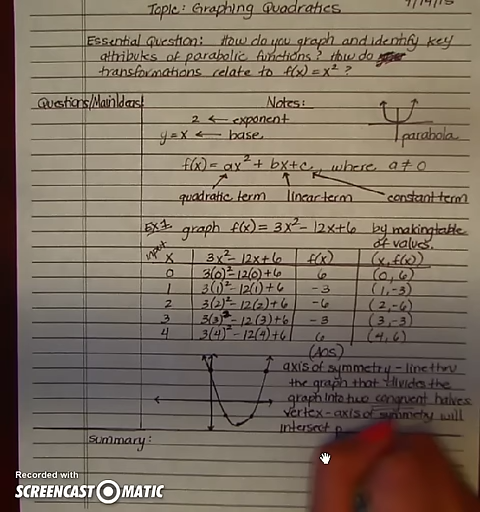 Topic: Graphing Quadratics
9/14/15
Essential Question: How do you graph and identify key
attributes of parabolic functions? How do
transformations relate to f(x) = x²?
Questions/Main Ideas:
Notes:
2 ← exponent
y = x ← base
parabola
f(x) = ax² + bx + c, where a ≠ 0
quadratic term linear term constant term
Ex 1 graph f(x) = 3x² - 12x + 6 by making table
of values.
input
x 3x² - 12x + 6 f(x) (x, f(x))
0 3(0)² - 12(0) + 6 6 (0, 6)
1 3(1)² - 12(1) + 6 -3 (1, -3)
2 3(2)² - 12(2) + 6 -6 (2, -6)
3 3(3)² - 12(3) + 6 -3 (3, -3)
4 3(4)² - 12(4) + 6 6 (4, 6)
(AOS)
axis of symmetry - line thru
the graph that divides the
graph into two congruent halves
vertex - axis of symmetry will
intersect
Summary:
Recorded with
SCREENCAST O MATIC